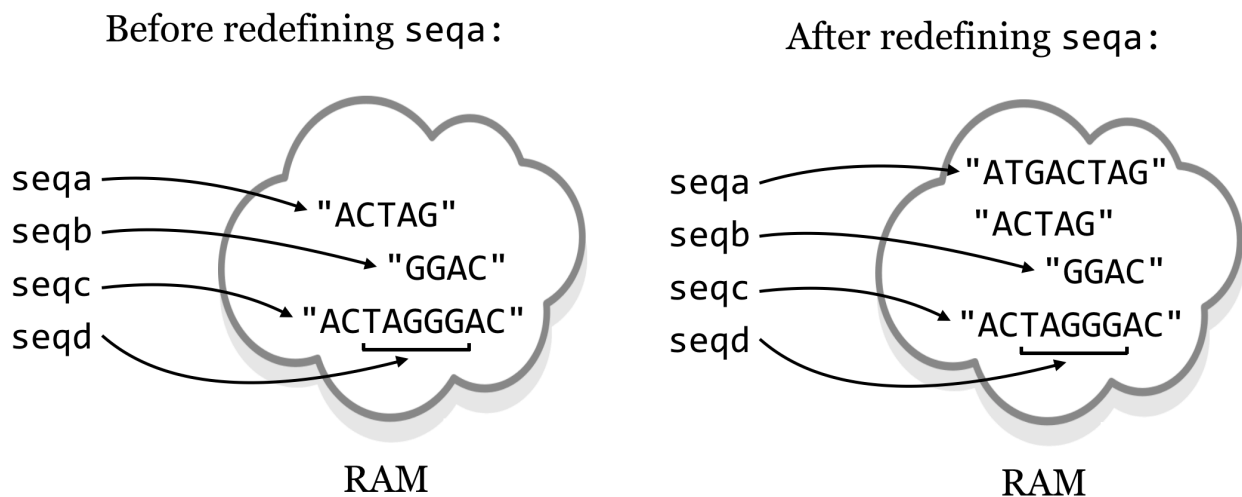 Before redefining seqa:
seqa
"ACTAG"
seqb
"GGAC"
seqc
"ACTAGGGAC"
seqd
RAM
After redefining seqa:
seqa
"ATGACTAG"
"ACTAG"
seqb
"GGAC"
seqc
"ACTAGGGAC"
seqd
RAM